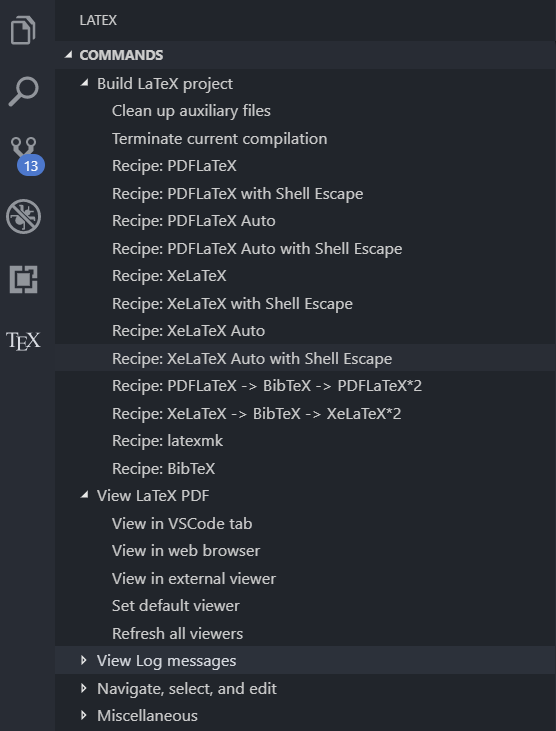 LATEX
COMMANDS
Build LaTeX project
Clean up auxiliary files
Terminate current compilation
Recipe: PDFLaTeX
Recipe: PDFLaTeX with Shell Escape
Recipe: PDFLaTeX Auto
Recipe: PDFLaTeX Auto with Shell Escape
Recipe: XeLaTeX
Recipe: XeLaTeX with Shell Escape
Recipe: XeLaTeX Auto
Recipe: XeLaTeX Auto with Shell Escape
Recipe: PDFLaTeX -> BibTeX -> PDFLaTeX*2
Recipe: XeLaTeX -> BibTeX -> XeLaTeX*2
Recipe: latexmk
Recipe: BibTeX
View LaTeX PDF
View in VSCode tab
View in web browser
View in external viewer
Set default viewer
Refresh all viewers
View Log messages
Navigate, select, and edit
Miscellaneous
13
TEX